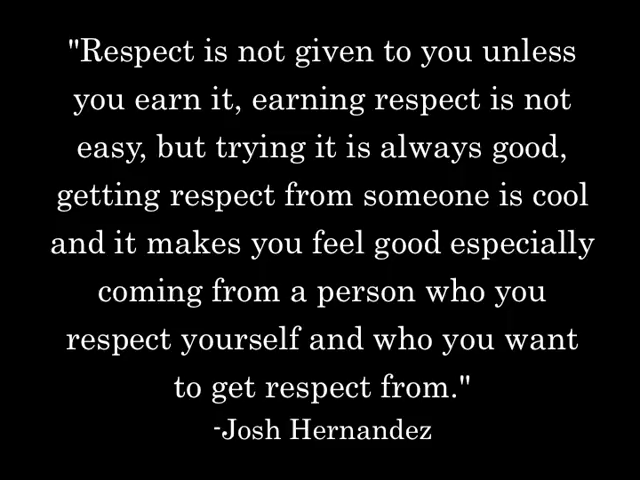 "Respect is not given to you unless
you earn it, earning respect is not
easy, but trying it is always good,
getting respect from someone is cool
and it makes you feel good especially
coming from a person who you
respect yourself and who you want
to get respect from."
-Josh Hernandez